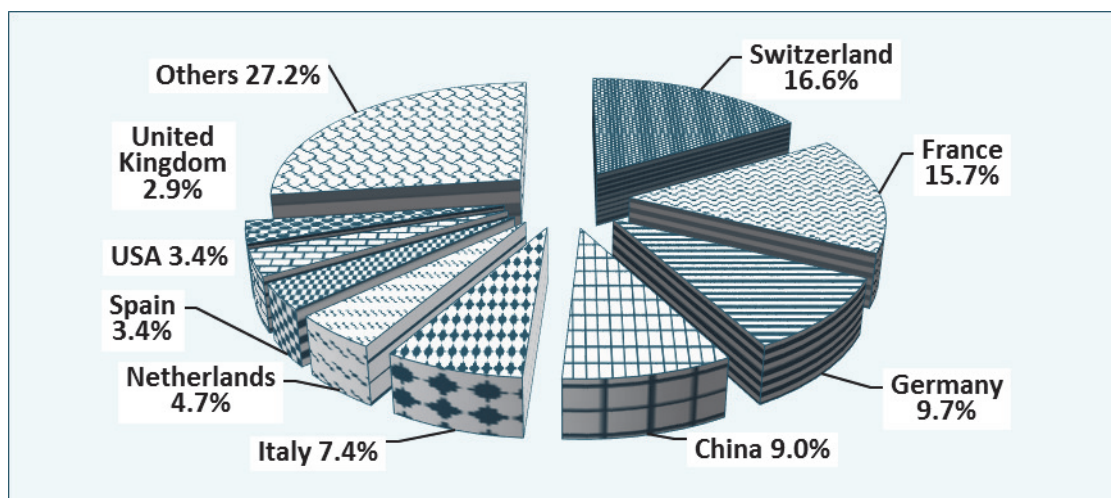 Switzerland
16.6%
France
15.7%
Germany
9.7%
China 9.0%
Italy 7.4%
Netherlands
4.7%
Spain
3.4%
USA 3.4%
United
Kingdom
2.9%
Others 27.2%